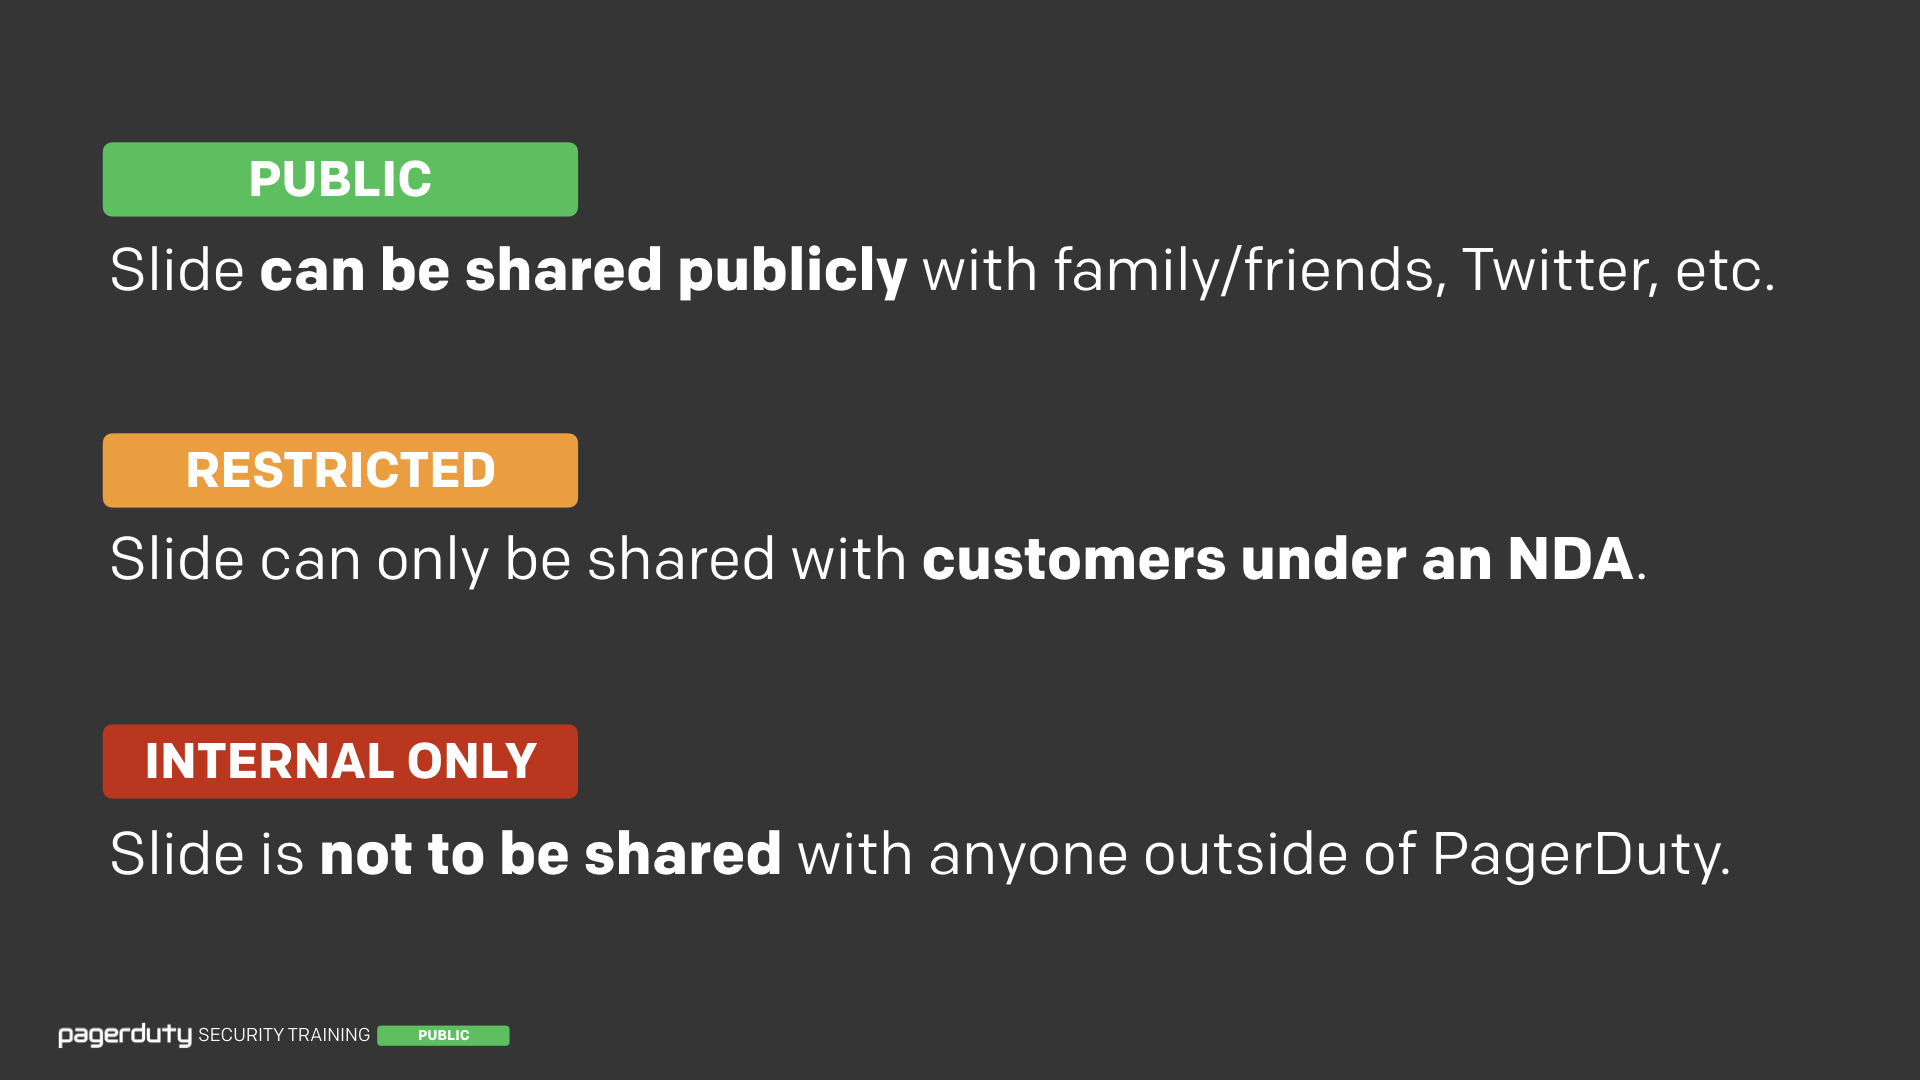 PUBLIC
Slide can be shared publicly with family/friends, Twitter, etc.
RESTRICTED
Slide can only be shared with customers under an NDA.
INTERNAL ONLY
Slide is not to be shared with anyone outside of PagerDuty.
pagerduty SECURITY TRAINING PUBLIC